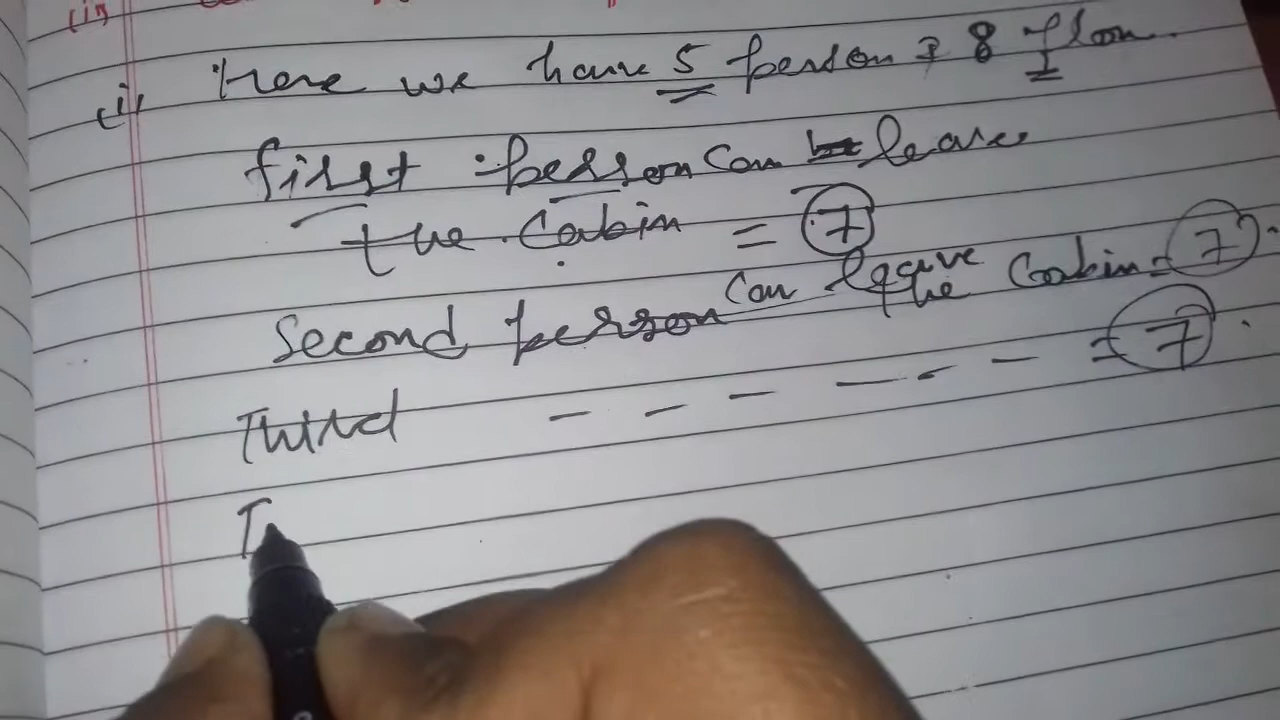 (ii)
(i) Here we have 5 person & 8 floor.
first person can leave
the cabin = 7
Second person can leave the cabin = 7.
Third - - - - - - = 7.